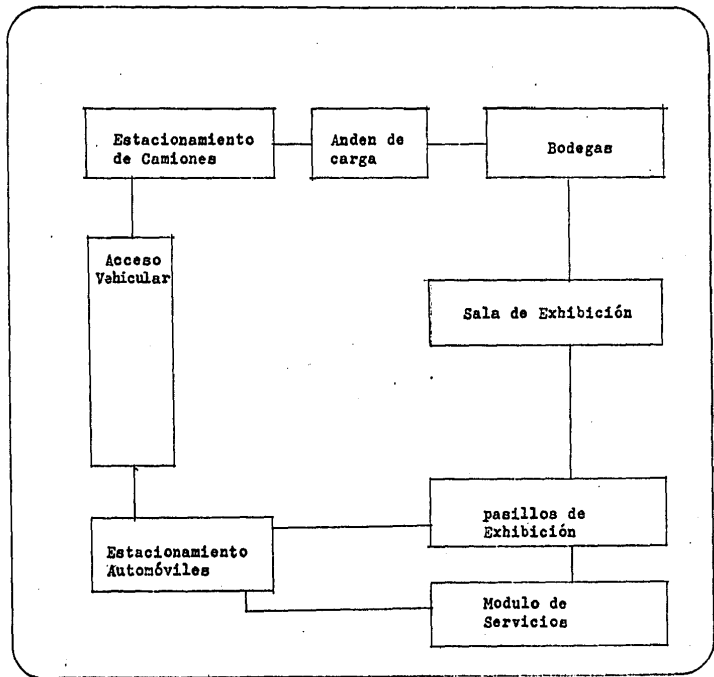 Estacionamiento
de Camiones
Anden de
carga
Bodegas
Acceso
Vehicular
Sala de Exhibición
pasillos de
Exhibición
Estacionamiento
Automóviles
Modulo de
Servicios